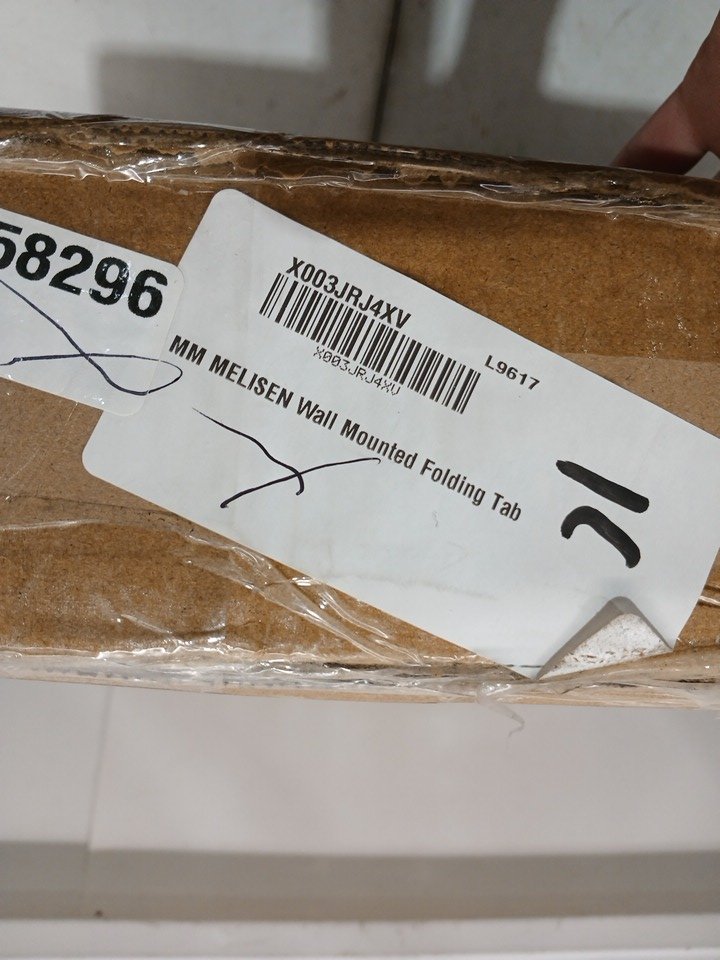 58296
X003JRJ4XV
X003JRJ4XV
L9617
MM MELISEN Wall Mounted Folding Tab